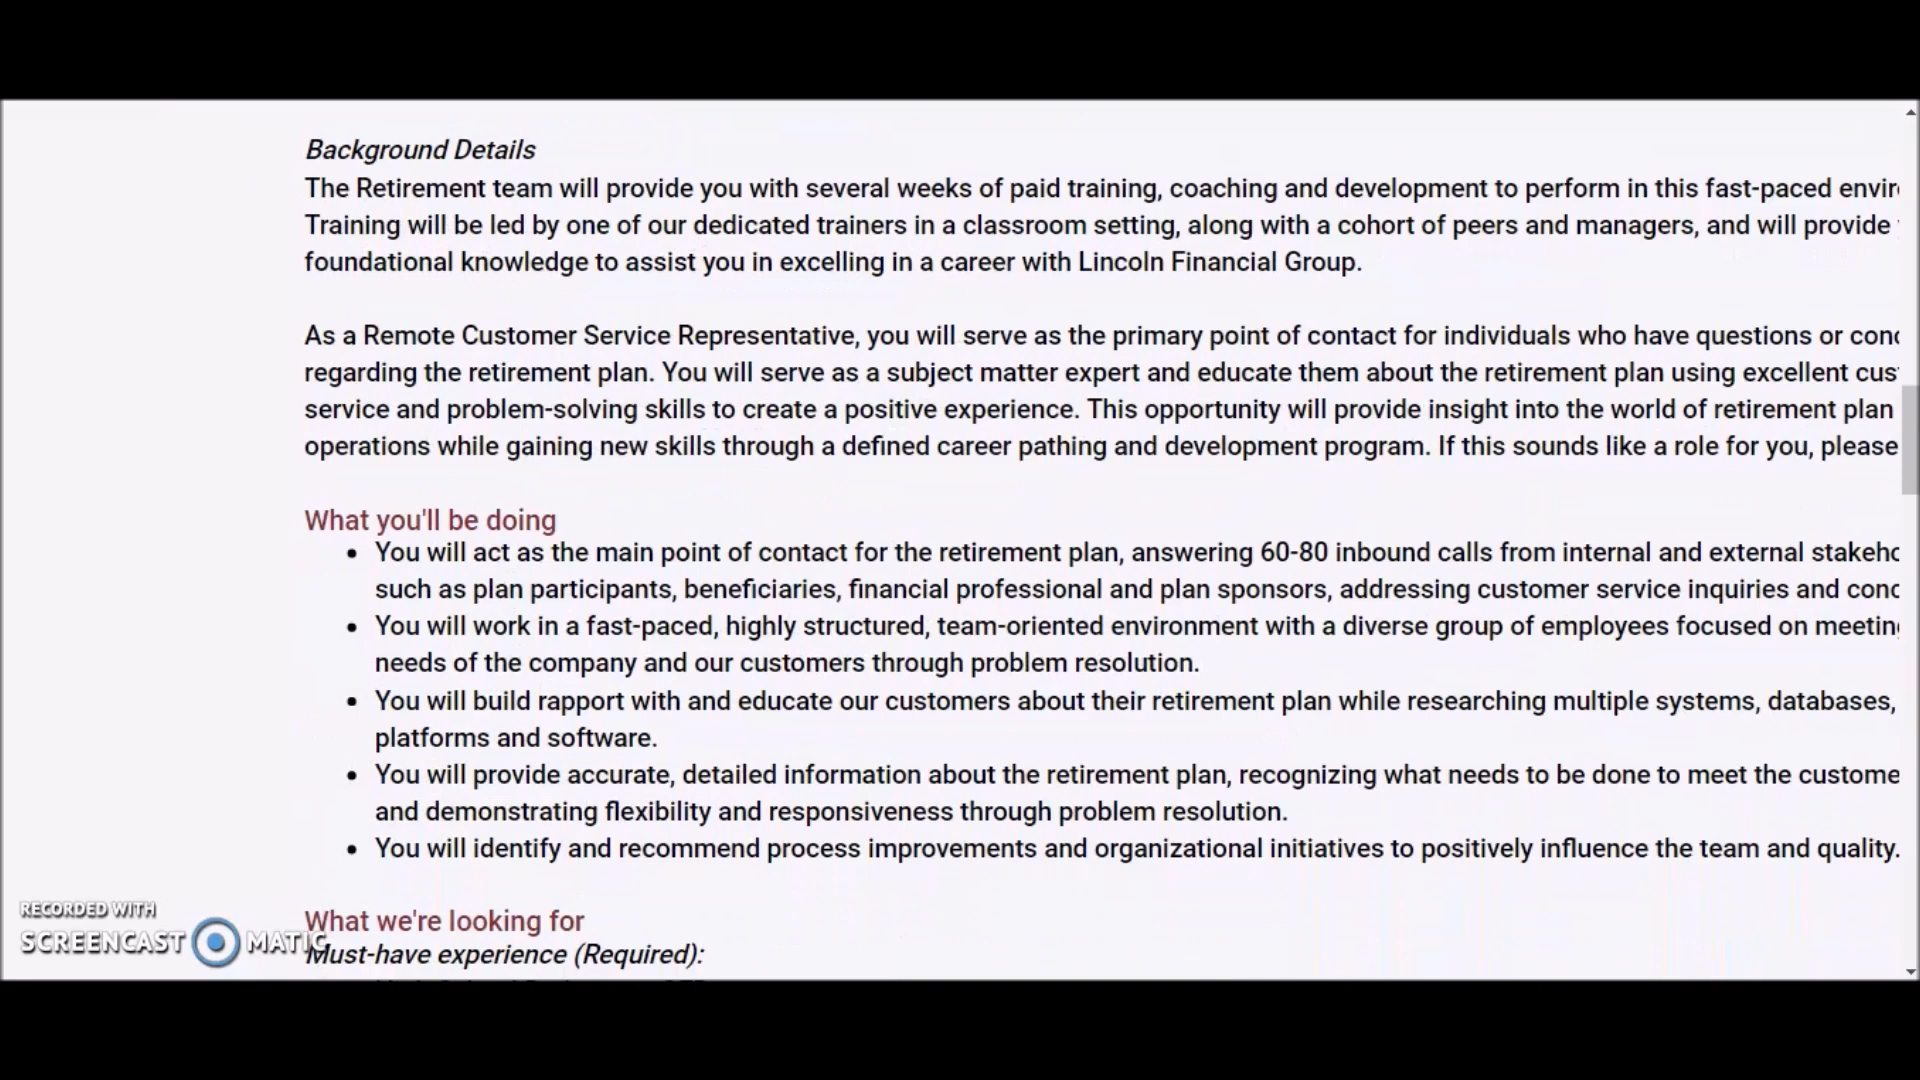 Background Details
The Retirement team will provide you with several weeks of paid training, coaching and development to perform in this fast-paced
Training will be led by one of our dedicated trainers in a classroom setting, along with a cohort of peers and managers, and will provide
foundational knowledge to assist you in excelling in a career with Lincoln Financial Group.
As a Remote Customer Service Representative, you will serve as the primary point of contact for individuals who have questions or
regarding the retirement plan. You will serve as a subject matter expert and educate them about the retirement plan using excellent
service and problem-solving skills to create a positive experience. This opportunity will provide insight into the world of retirement plan
operations while gaining new skills through a defined career pathing and development program. If this sounds like a role for you, please
What you'll be doing
• You will act as the main point of contact for the retirement plan, answering 60-80 inbound calls from internal and external
such as plan participants, beneficiaries, financial professional and plan sponsors, addressing customer service inquiries and
• You will work in a fast-paced, highly structured, team-oriented environment with a diverse group of employees focused on
needs of the company and our customers through problem resolution.
• You will build rapport with and educate our customers about their retirement plan while researching multiple systems, databases,
platforms and software.
• You will provide accurate, detailed information about the retirement plan, recognizing what needs to be done to meet the
and demonstrating flexibility and responsiveness through problem resolution.
• You will identify and recommend process improvements and organizational initiatives to positively influence the team and quality.
What we're looking for
Must-have experience (Required):
RECORDED WITH
SCREENCAST MATIC